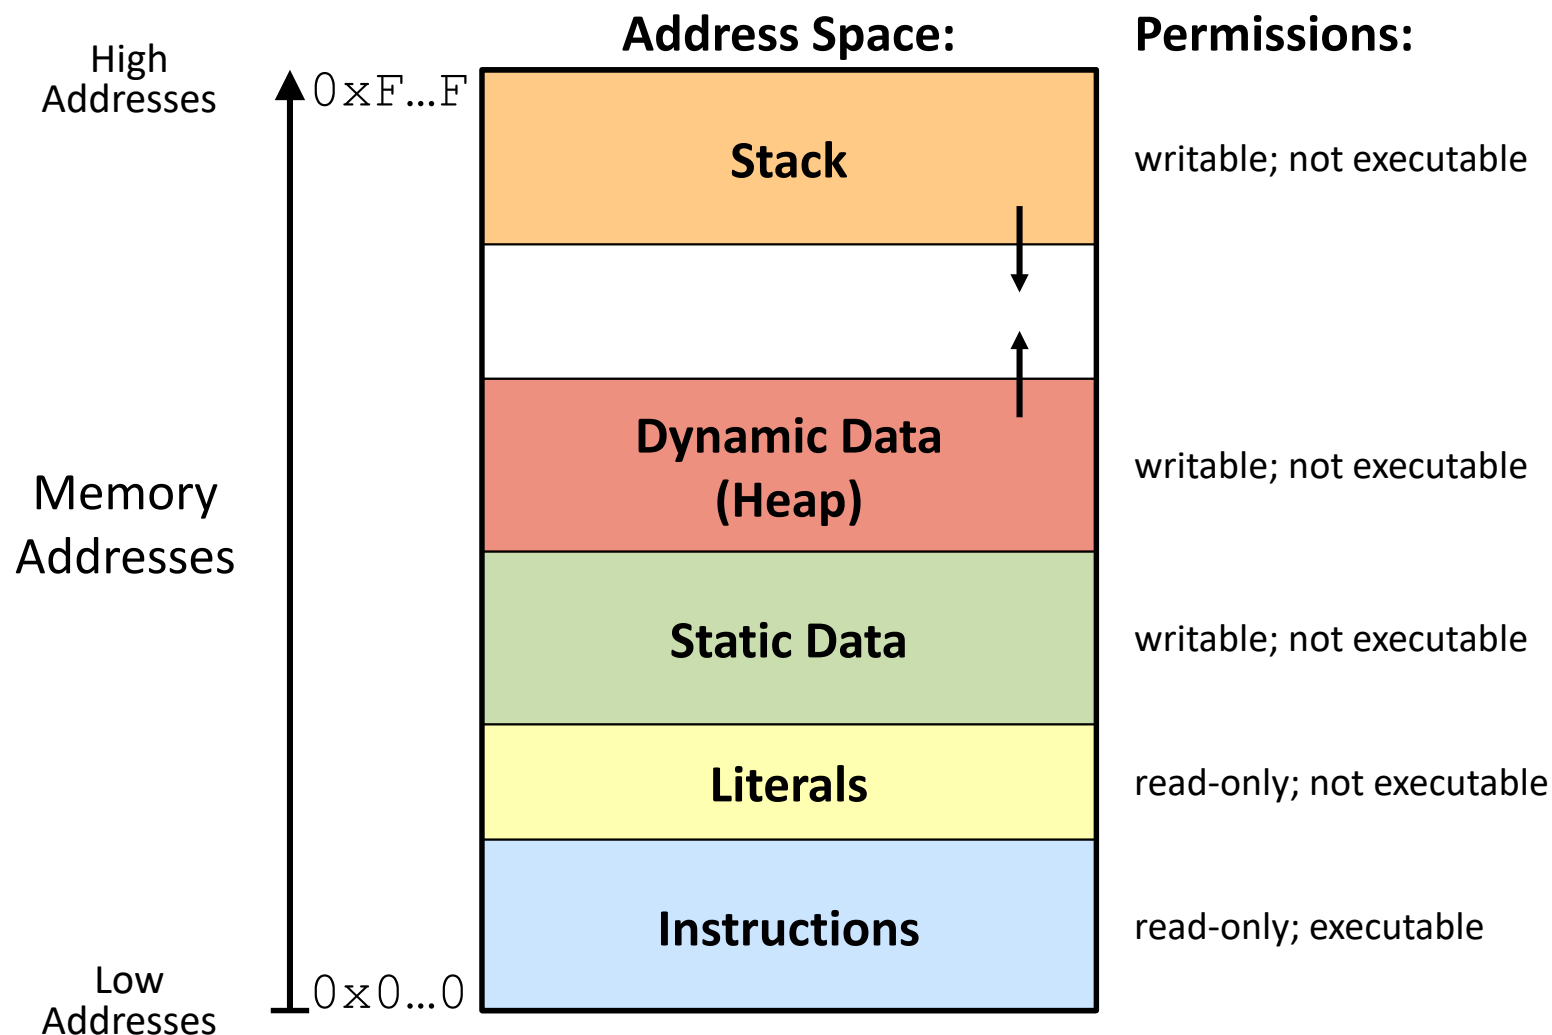 Address Space:
Permissions:
High
Addresses
0xF…F
Stack
writable; not executable
Dynamic Data
(Heap)
writable; not executable
Memory
Addresses
Static Data
writable; not executable
Literals
read-only; not executable
Instructions
read-only; executable
Low
Addresses
0x0…0